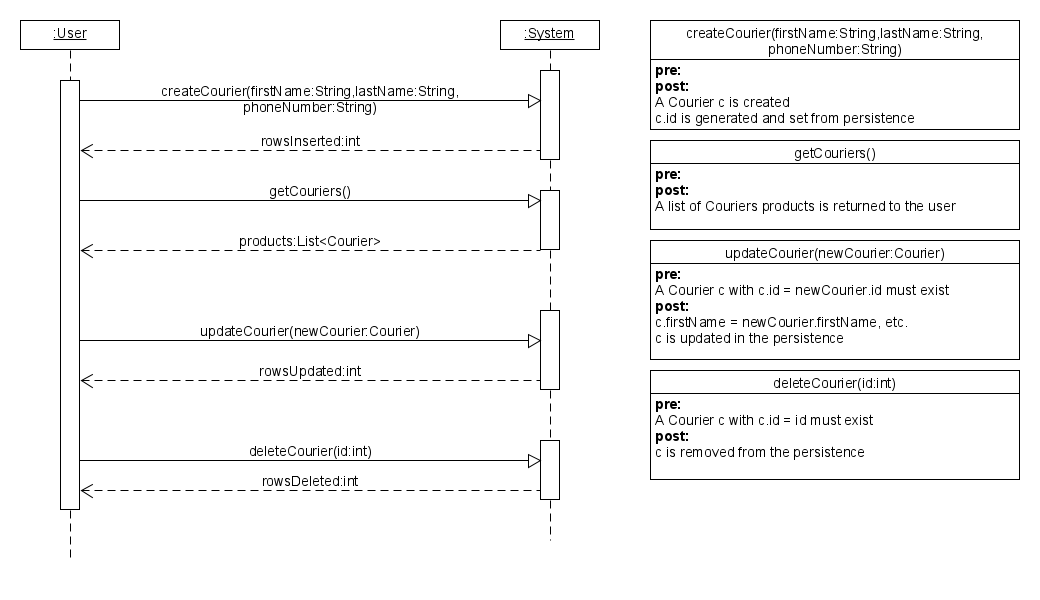 :User
:System
createCourier(firstName:String,lastName:String,
phoneNumber:String)
rowsInserted:int
getCouriers()
products:List<Courier>
updateCourier(newCourier:Courier)
rowsUpdated:int
deleteCourier(id:int)
rowsDeleted:int
createCourier(firstName:String,lastName:String,
phoneNumber:String)
pre:
post:
A Courier c is created
c.id is generated and set from persistence
getCouriers()
pre:
post:
A list of Couriers products is returned to the user
updateCourier(newCourier:Courier)
pre:
A Courier c with c.id = newCourier.id must exist
post:
c.firstName = newCourier.firstName, etc.
c is updated in the persistence
deleteCourier(id:int)
pre:
A Courier c with c.id = id must exist
post:
c is removed from the persistence